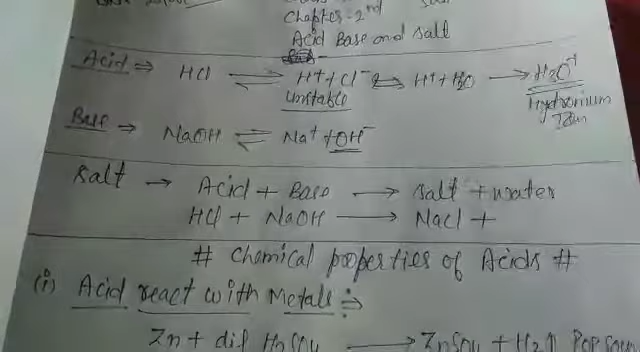 Chapter-2nd
Acid Base and salt
Acid ⇒ HCl ⇌ H⁺+Cl⁻ ⇌ H⁺+H2O → H3O⁺
Unstable
Hydronium
Base ⇒ NaOH ⇌ Na⁺+OH⁻
Salt → Acid + Base → salt + water
HCl + NaOH → Nacl +
# Chemical properties of Acids #
(i) Acid react with Metals ⇒
Zn + dil H2SO4 → ZnSO4 + H2↑ Pop